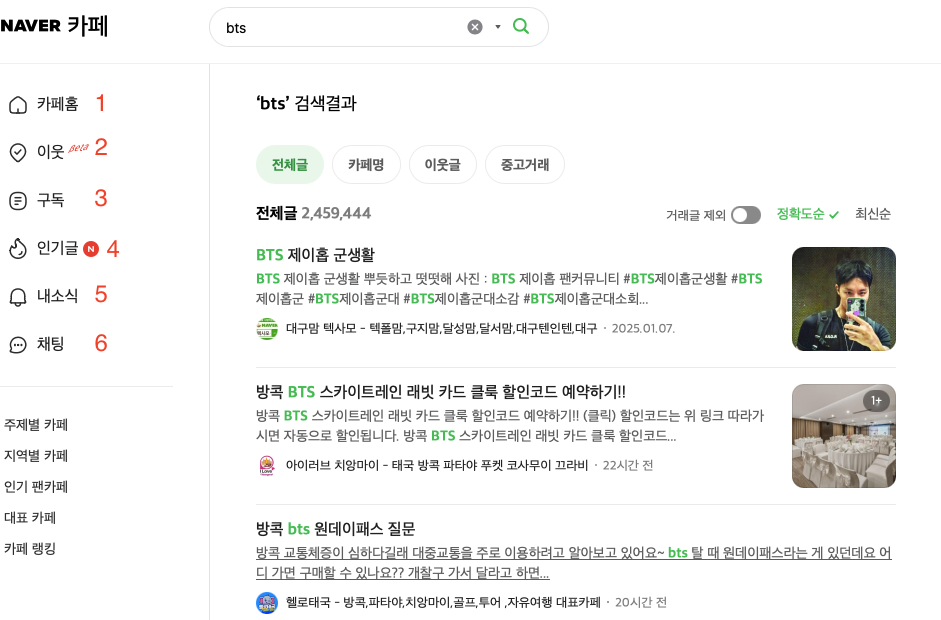 NAVER 카페
bts
카페홈 1
이웃 Beta 2
구독 3
인기글 N 4
내소식 5
채팅 6
주제별 카페
지역별 카페
인기 팬카페
대표 카페
카페 랭킹
‘bts’ 검색결과
전체글 카페명 이웃글 중고거래
전체글 2,459,444 거래글 제외 정확도순 최신순
BTS 제이홉 군생활
BTS 제이홉 군생활 뿌듯하고 떳떳해 사진 : BTS 제이홉 팬커뮤니티 #BTS제이홉군생활 #BTS
제이홉군 #BTS제이홉군대 #BTS제이홉군대소감 #BTS제이홉군대소회...
대구맘 텍사모 - 텍폴맘,구지맘,달성맘,달서맘,대구텐인텐,대구 · 2025.01.07.
방콕 BTS 스카이트레인 래빗 카드 클룩 할인코드 예약하기!!
방콕 BTS 스카이트레인 래빗 카드 클룩 할인코드 예약하기!! (클릭) 할인코드는 위 링크 따라가
시면 자동으로 할인됩니다. 방콕 BTS 스카이트레인 래빗 카드 클룩 할인코드...
1+
아이러브 치앙마이 - 태국 방콕 파타야 푸켓 코사무이 끄라비 · 22시간 전
방콕 bts 원데이패스 질문
방콕 교통체증이 심하다길래 대중교통을 주로 이용하려고 알아보고 있어요~ bts 탈 때 원데이패스라는 게 있던데요 어
디 가면 구매할 수 있나요?? 개찰구 가서 달라고 하면...
헬로태국 - 방콕,파타야,치앙마이,골프,투어 ,자유여행 대표카페 · 20시간 전